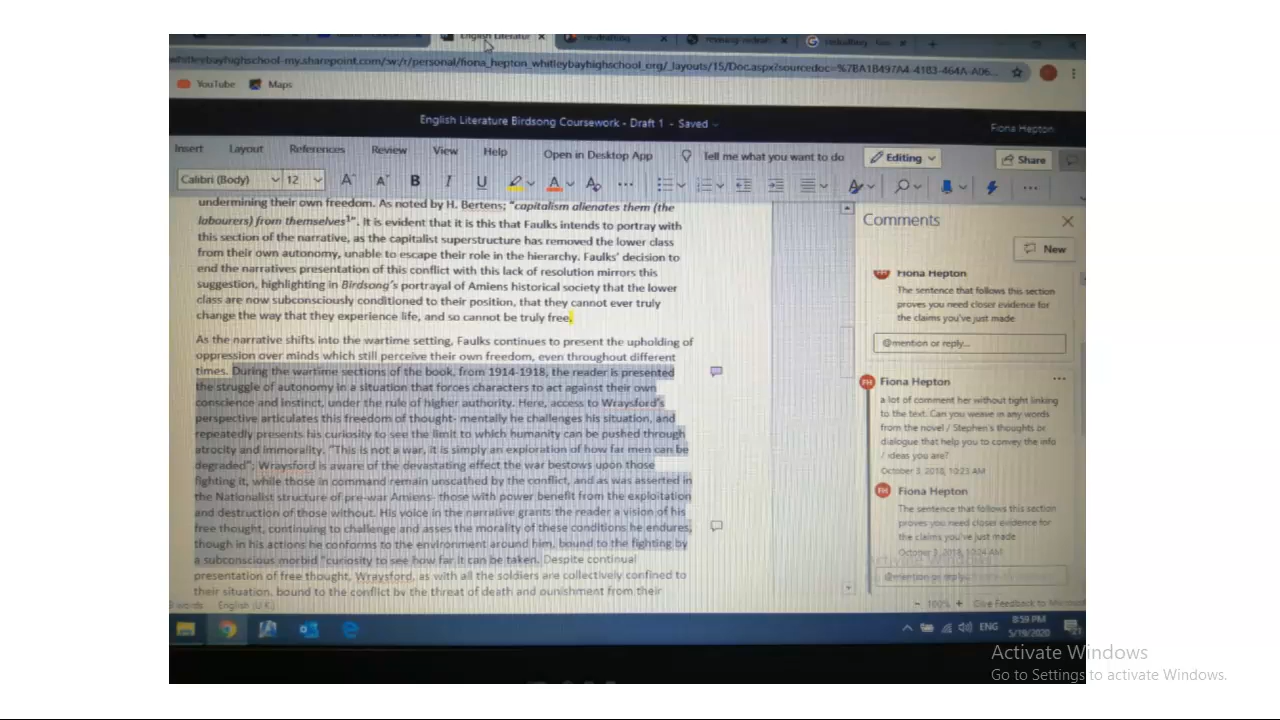 English Literatur
whitleybayhighschool-my.sharepoint.com/:w:/r/personal/fiona_hepton_whitleybayhighschool_org/_layouts/15/Doc.aspx?sourcedoc=%7BA1B497A4-4183-464A-A06...
YouTube Maps
English Literature Birdsong Coursework - Draft 1 - Saved
Fiona Hepton
Insert Layout References Review View Help Open in Desktop App Tell me what you want to do Editing Share
Calibri (Body) 12 A A B I U A A ...
undermining their own freedom. As noted by H. Bertens; "capitalism alienates them (the
labourers) from themselves¹". It is evident that it is this that Faulks intends to portray with
this section of the narrative, as the capitalist superstructure has removed the lower class
from their own autonomy, unable to escape their role in the hierarchy. Faulks' decision to
end the narratives presentation of this conflict with this lack of resolution mirrors this
suggestion, highlighting in Birdsong's portrayal of Amiens historical society that the lower
class are now subconsciously conditioned to their position, that they cannot ever truly
change the way that they experience life, and so cannot be truly free.
As the narrative shifts into the wartime setting, Faulks continues to present the upholding of
oppression over minds which still perceive their own freedom, even throughout different
times. During the wartime sections of the book, from 1914-1918, the reader is presented
the struggle of autonomy in a situation that forces characters to act against their own
conscience and instinct, under the rule of higher authority. Here, access to Wraysford's
perspective articulates this freedom of thought- mentally he challenges his situation, and
repeatedly presents his curiosity to see the limit to which humanity can be pushed through
atrocity and immorality. "This is not a war, it is simply an exploration of how far men can be
degraded"; Wraysford is aware of the devastating effect the war bestows upon those
fighting it, while those in command remain unscathed by the conflict, and as was asserted in
the Nationalist structure of pre-war Amiens- those with power benefit from the exploitation
and destruction of those without. His voice in the narrative grants the reader a vision of his
free thought, continuing to challenge and asses the morality of these conditions he endures,
though in his actions he conforms to the environment around him, bound to the fighting by
a subconscious morbid "curiosity to see how far it can be taken. Despite continual
presentation of free thought, Wraysford, as with all the soldiers are collectively confined to
their situation, bound to the conflict by the threat of death and punishment from their
Comments
New
Fiona Hepton
The sentence that follows this section
proves you need closer evidence for
the claims you've just made
@mention or reply...
FH Fiona Hepton
a lot of comment her without tight linking
to the text. Can you weave in any words
from the novel / Stephen's thoughts or
dialogue that help you to convey the info
/ ideas you are?
October 3, 2018, 10:23 AM
FH Fiona Hepton
The sentence that follows this section
proves you need closer evidence for
the claims you've just made
October 3, 2018, 10:24 AM
@mention or reply
words English (U.K.)
- 100% + Give Feedback to Microsoft
ENG
8:59 PM
5/19/2020
Activate Windows
Go to Settings to activate Windows.